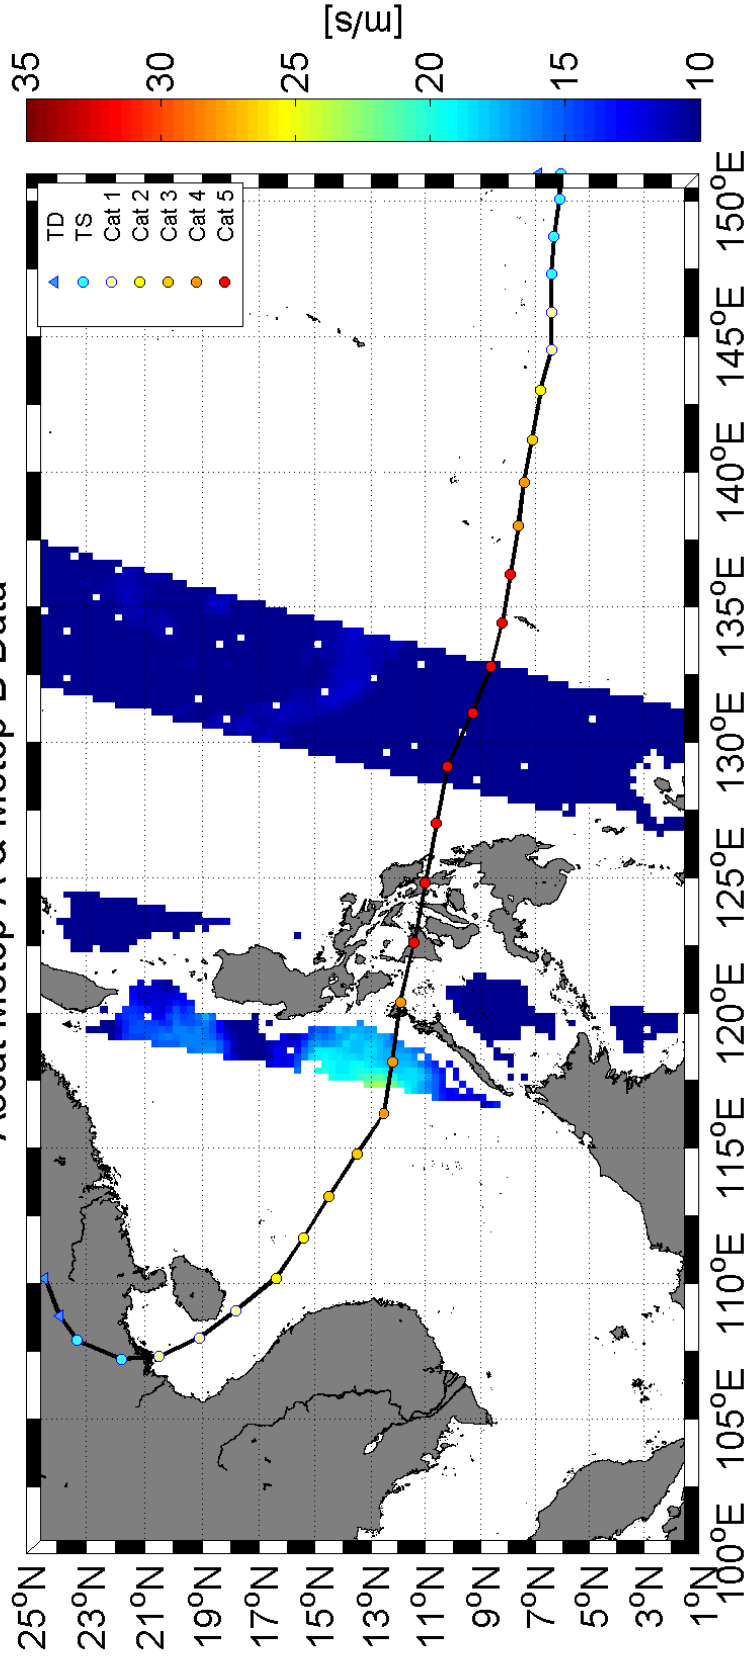 Ascat Metop-A & Metop-B Data
TD
TS
Cat 1
Cat 2
Cat 3
Cat 4
Cat 5
25°N
23°N
21°N
19°N
17°N
15°N
13°N
11°N
9°N
7°N
5°N
3°N
1°N
100°E
105°E
110°E
115°E
120°E
125°E
130°E
135°E
140°E
145°E
150°E
35
30
25
20
15
10
[m/s]